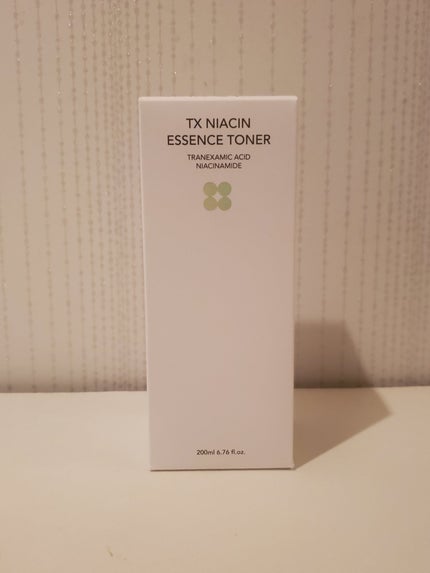 TX NIACIN
ESSENCE TONER
TRANEXAMIC ACID
NIACINAMIDE
200ml 6.76 fl.oz.